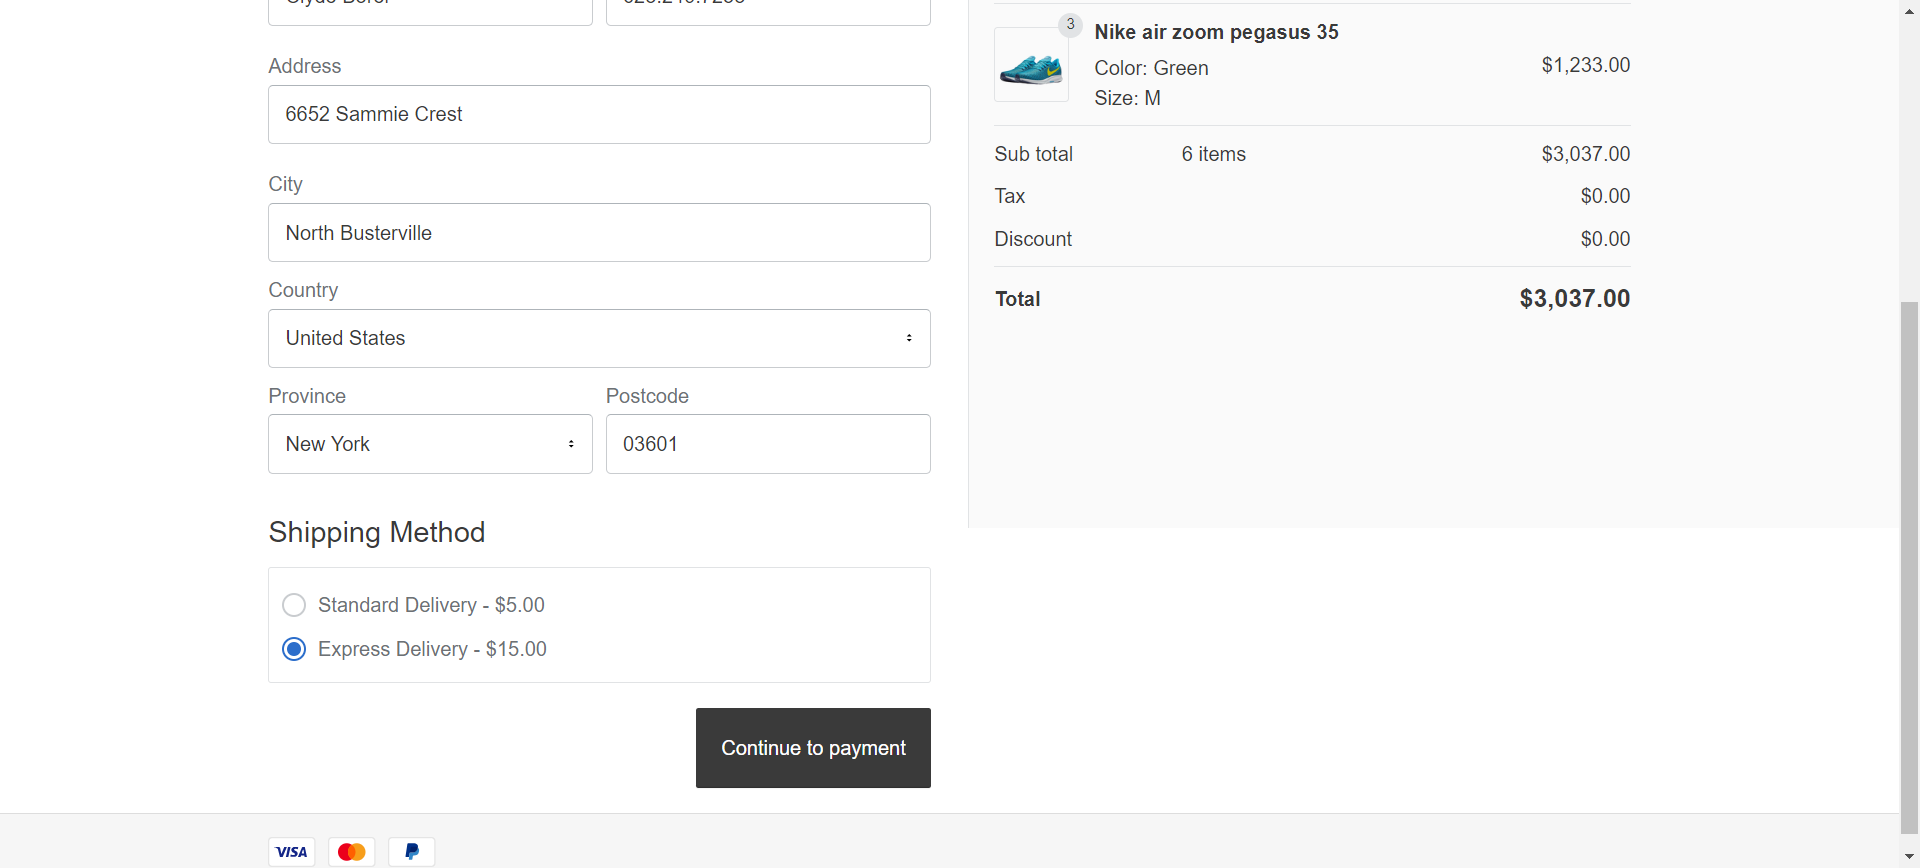 Address
6652 Sammie Crest
City
North Busterville
Country
United States
Province
Postcode
New York
03601
Shipping Method
Standard Delivery - $5.00
Express Delivery - $15.00
Continue to payment
3
Nike air zoom pegasus 35
Color: Green
$1,233.00
Size: M
Sub total 6 items $3,037.00
Tax $0.00
Discount $0.00
Total $3,037.00
VISA